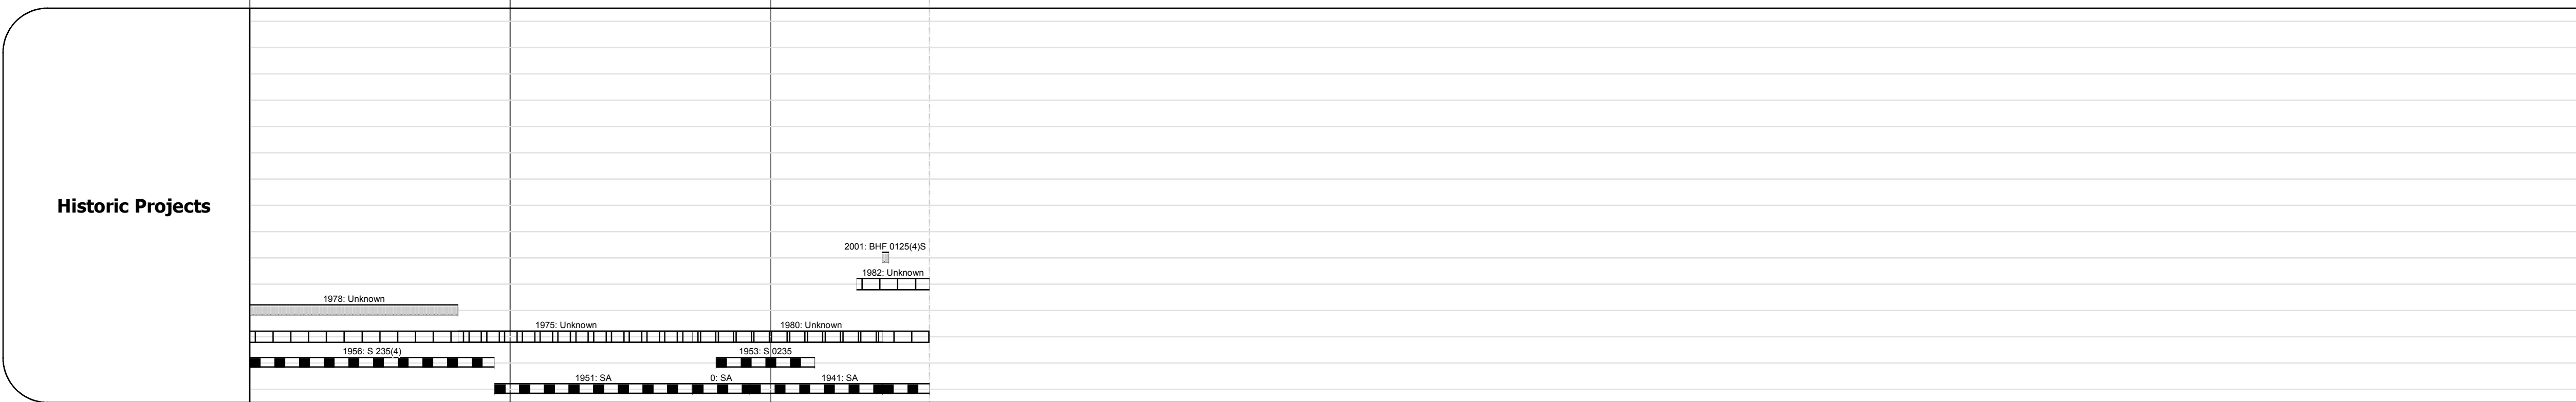 Historic Projects
2001: BHF 0125(4)S
1982: Unknown
1978: Unknown
1975: Unknown
1980: Unknown
1956: S 235(4)
1953: S 0235
1951: SA
0: SA
1941: SA